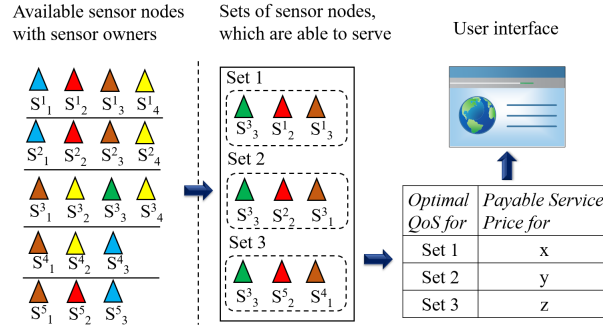 Available sensor nodes
with sensor owners
Sets of sensor nodes,
which are able to serve
User interface
S¹₁ S¹₂ S¹₃ S¹₄
S²₁ S²₂ S²₃ S²₄
S³₁ S³₂ S³₃ S³₄
S⁴₁ S⁴₂ S⁴₃
S⁵₁ S⁵₂ S⁵₃
Set 1
S³₃ S¹₂ S¹₃
Set 2
S³₃ S²₂ S³₁
Set 3
S³₃ S⁵₂ S⁴₁
Optimal Payable Service
QoS for Price for
Set 1 x
Set 2 y
Set 3 z